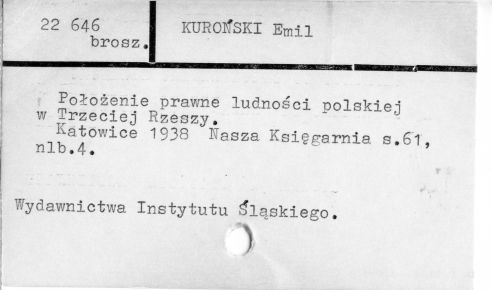 22 646
brosz.
KUROŃSKI Emil
Położenie prawne ludności polskiej
w Trzeciej Rzeszy.
Katowice 1938 Nasza Księgarnia s.61,
nlb.4.
Wydawnictwa Instytutu Śląskiego.